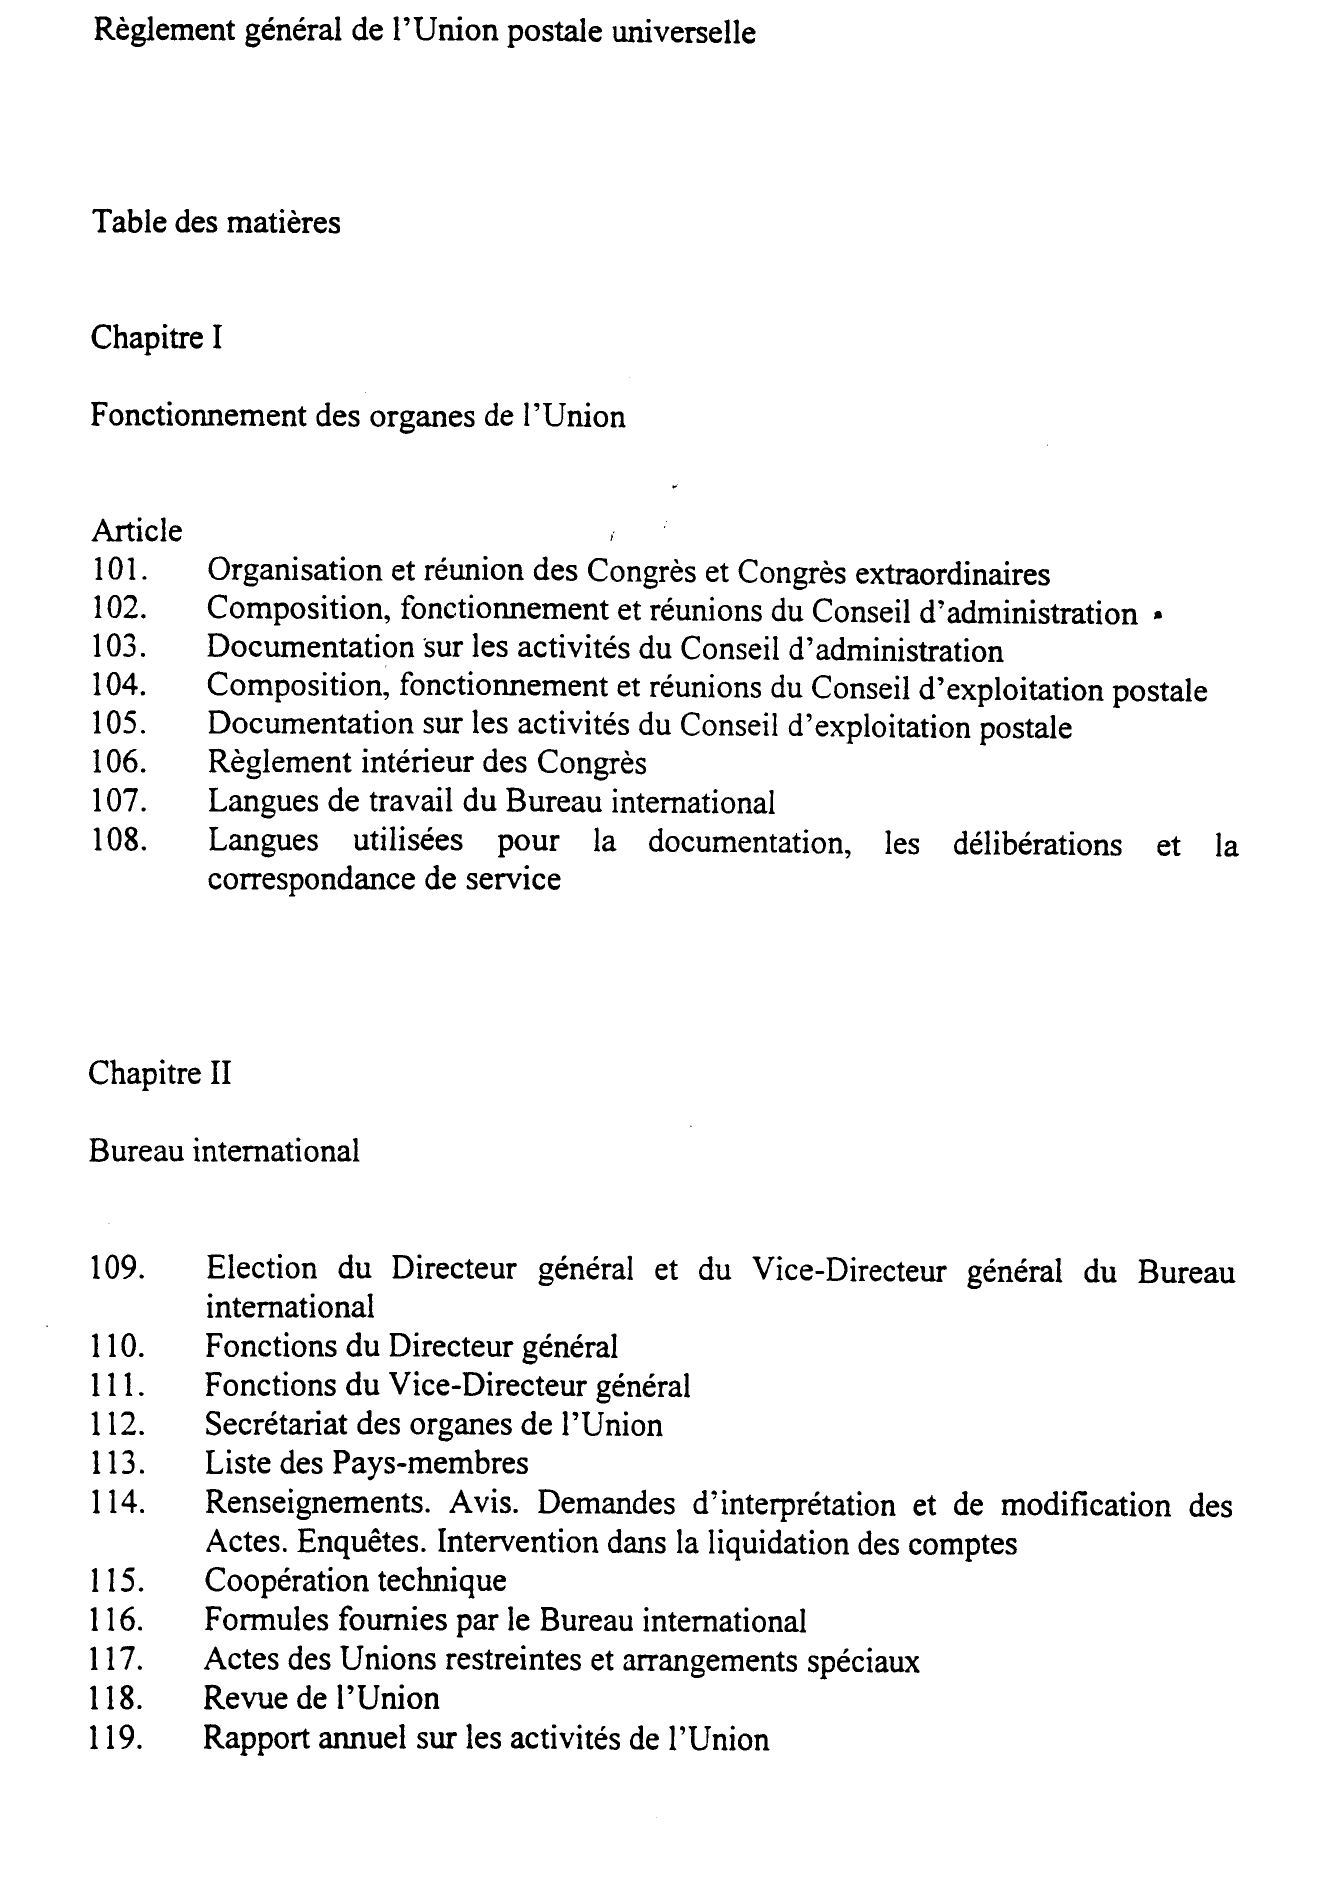 Règlement général de l'Union postale universelle
Table des matières
Chapitre I
Fonctionnement des organes de l'Union
Article
101. Organisation et réunion des Congrès et Congrès extraordinaires
102. Composition, fonctionnement et réunions du Conseil d'administration
103. Documentation sur les activités du Conseil d'administration
104. Composition, fonctionnement et réunions du Conseil d'exploitation postale
105. Documentation sur les activités du Conseil d'exploitation postale
106. Règlement intérieur des Congrès
107. Langues de travail du Bureau international
108. Langues utilisées pour la documentation, les délibérations et la
correspondance de service
Chapitre II
Bureau international
109. Election du Directeur général et du Vice-Directeur général du Bureau
international
110. Fonctions du Directeur général
111. Fonctions du Vice-Directeur général
112. Secrétariat des organes de l'Union
113. Liste des Pays-membres
114. Renseignements. Avis. Demandes d'interprétation et de modification des
Actes. Enquêtes. Intervention dans la liquidation des comptes
115. Coopération technique
116. Formules fournies par le Bureau international
117. Actes des Unions restreintes et arrangements spéciaux
118. Revue de l'Union
119. Rapport annuel sur les activités de l'Union